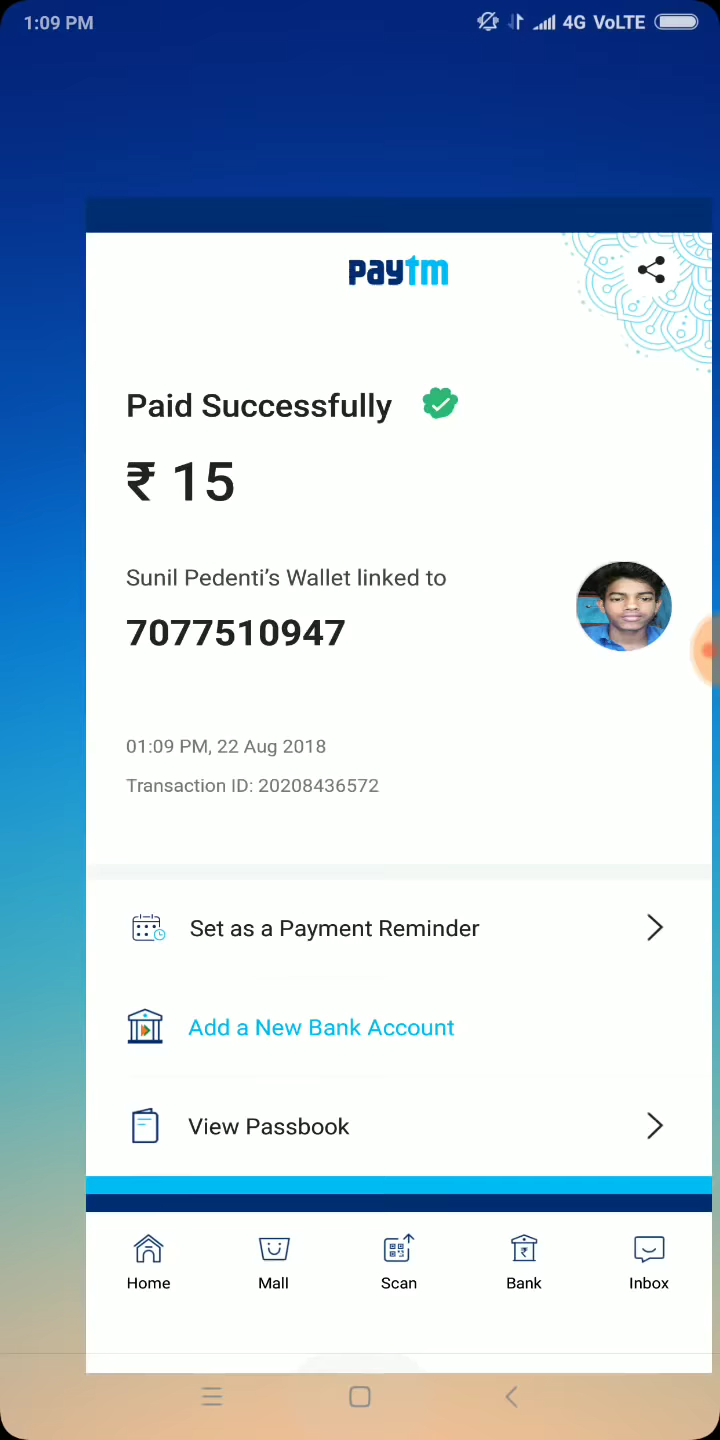 1:09 PM 4G VoLTE
paytm
Paid Successfully
₹ 15
Sunil Pedenti’s Wallet linked to
7077510947
01:09 PM, 22 Aug 2018
Transaction ID: 20208436572
Set as a Payment Reminder
Add a New Bank Account
View Passbook
Home Mall Scan Bank Inbox